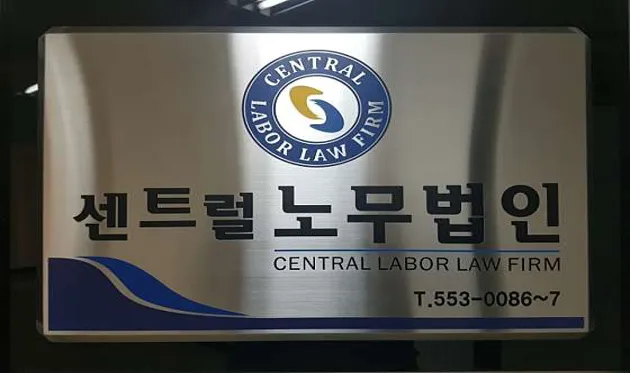 CENTRAL
LABOR LAW FIRM
센트럴 노무법인
CENTRAL LABOR LAW FIRM
T.553-0086~7